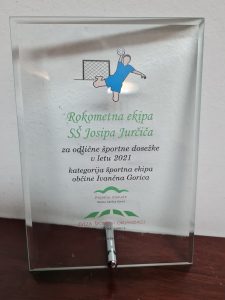 Rokometna ekipa
SŠ Josipa Jurčiča
za odlične športne dosežke
v letu 2021
kategorija športna ekipa
občine Ivančna Gorica